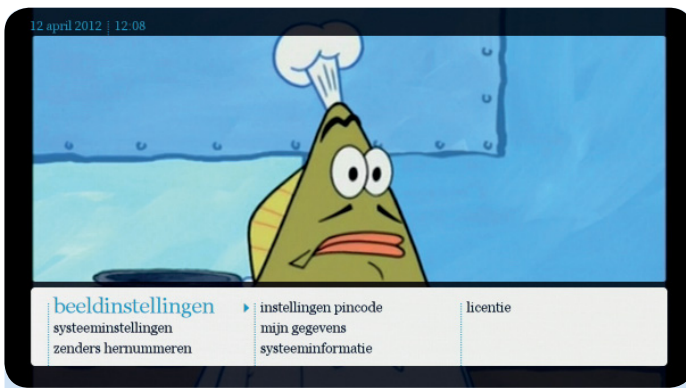 12 april 2012 | 12:08
beeldinstellingen
systeeminstellingen
zenders hernummeren
instellingen pincode
mijn gegevens
systeeminformatie
licentie